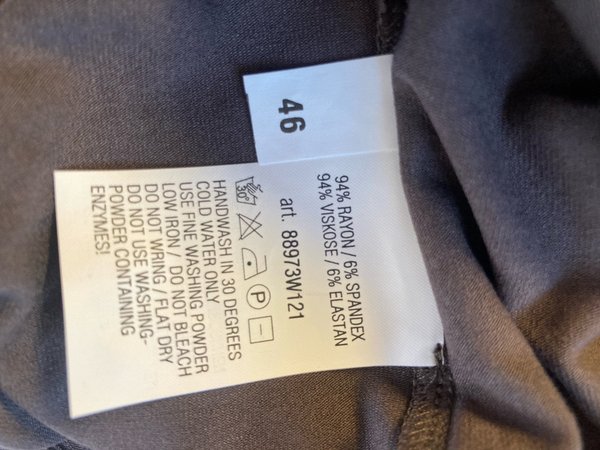 46
94% RAYON / 6% SPANDEX
94% VISKOSE / 6% ELASTAN
art. 88973W121
30°
P
HANDWASH IN 30 DEGREES
COLD WATER ONLY
USE FINE WASHING POWDER
LOW IRON / DO NOT BLEACH
DO NOT WRING / FLAT DRY
DO NOT USE WASHING-
POWDER CONTAINING
ENZYMES!